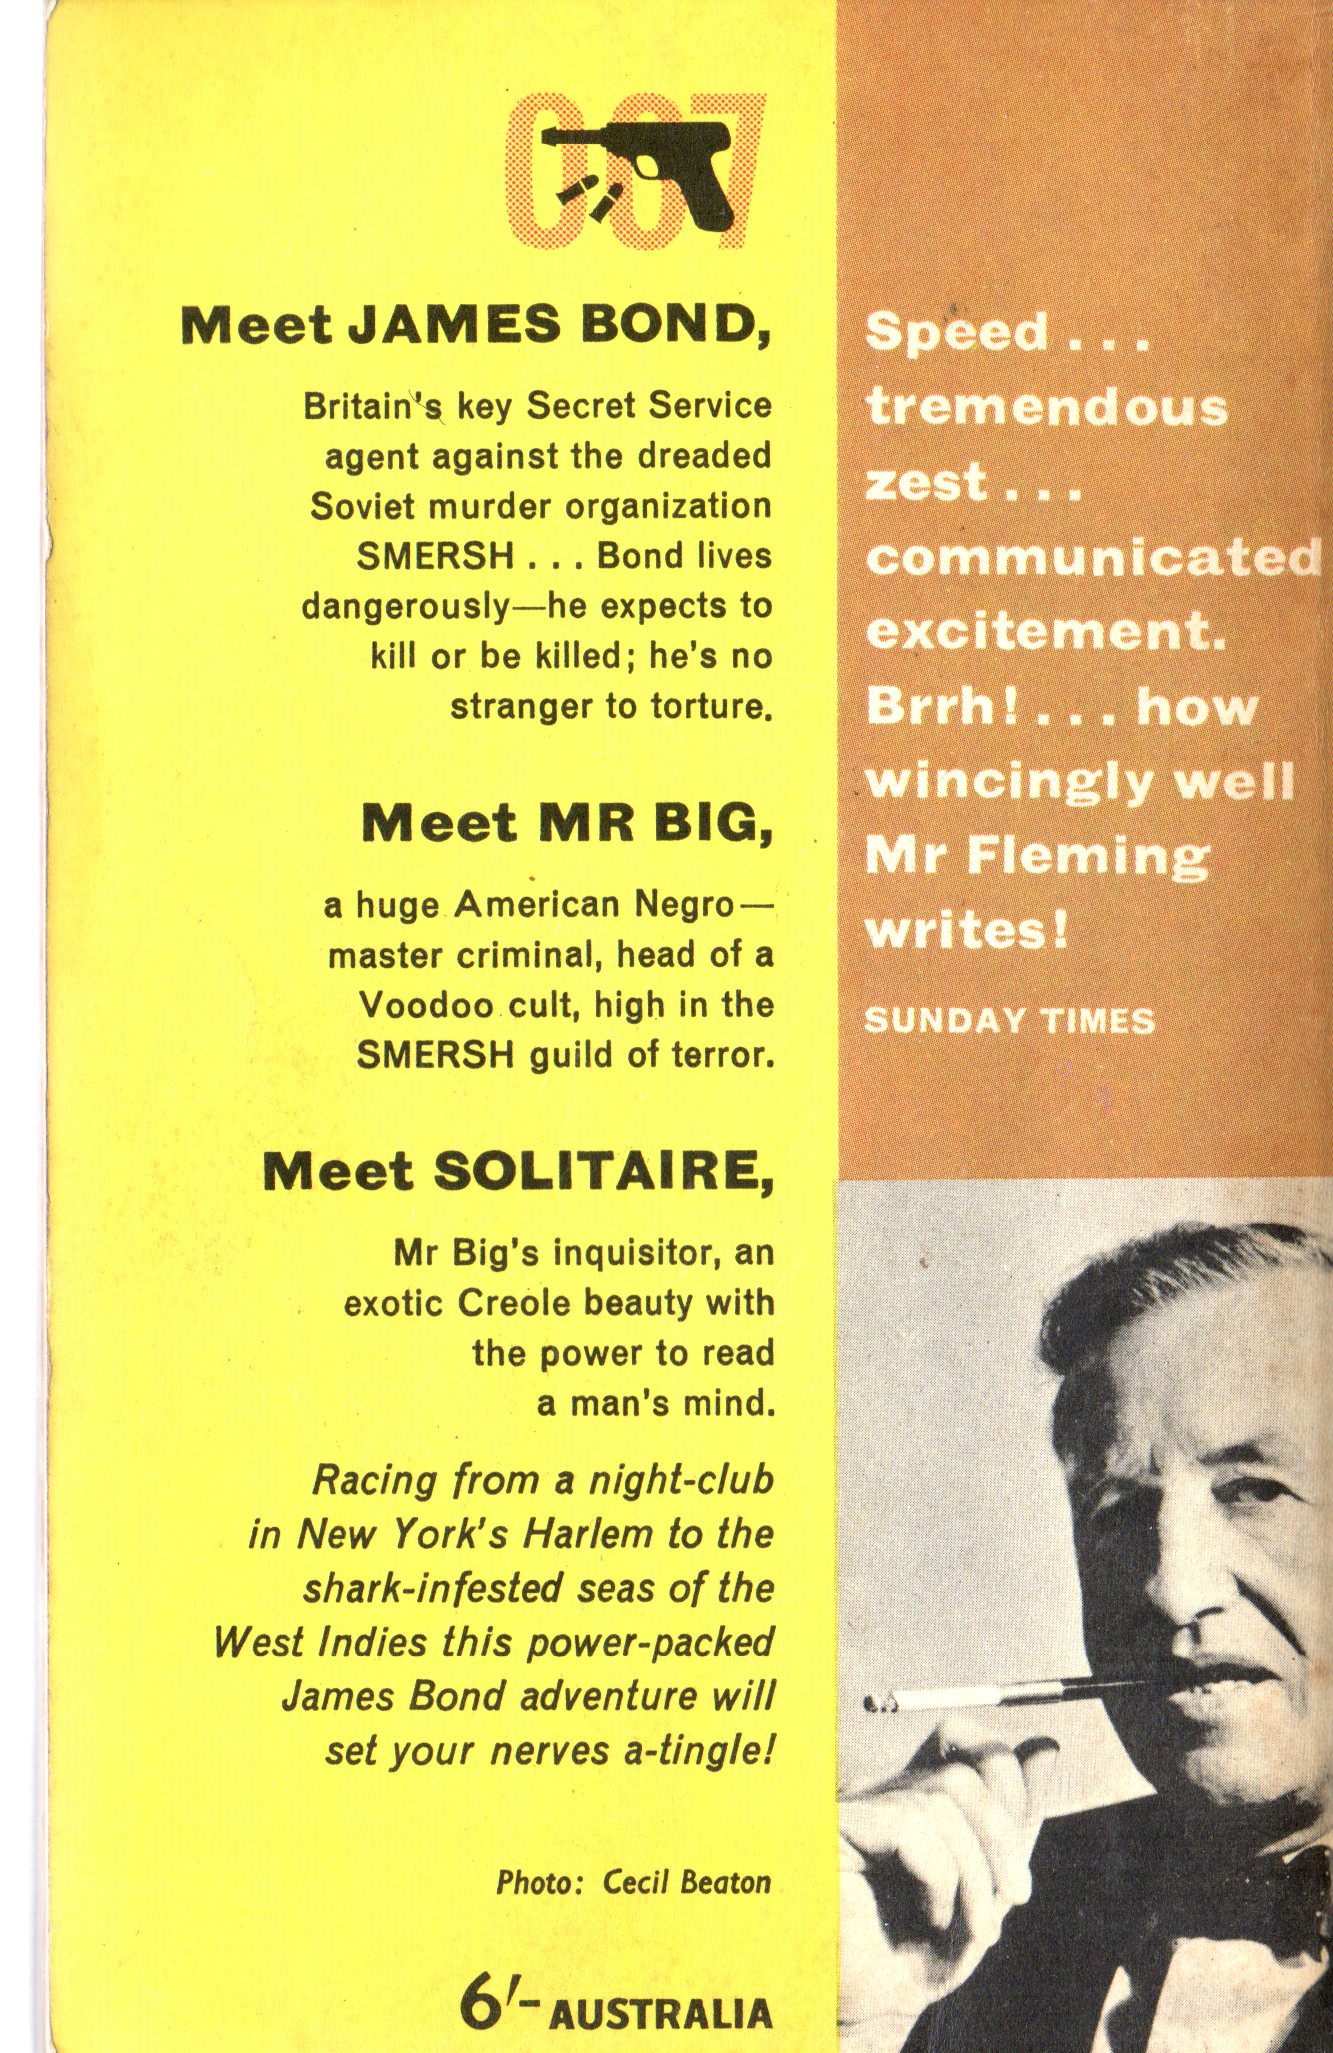 007
Meet JAMES BOND,
Britain's key Secret Service
agent against the dreaded
Soviet murder organization
SMERSH . . . Bond lives
dangerously—he expects to
kill or be killed; he's no
stranger to torture.
Meet MR BIG,
a huge American Negro—
master criminal, head of a
Voodoo cult, high in the
SMERSH guild of terror.
Meet SOLITAIRE,
Mr Big's inquisitor, an
exotic Creole beauty with
the power to read
a man's mind.
Racing from a night-club
in New York's Harlem to the
shark-infested seas of the
West Indies this power-packed
James Bond adventure will
set your nerves a-tingle!
Photo: Cecil Beaton
6/- AUSTRALIA
Speed . . .
tremendous
zest . . .
communicated
excitement.
Brrh! . . . how
wincingly well
Mr Fleming
writes!
SUNDAY TIMES